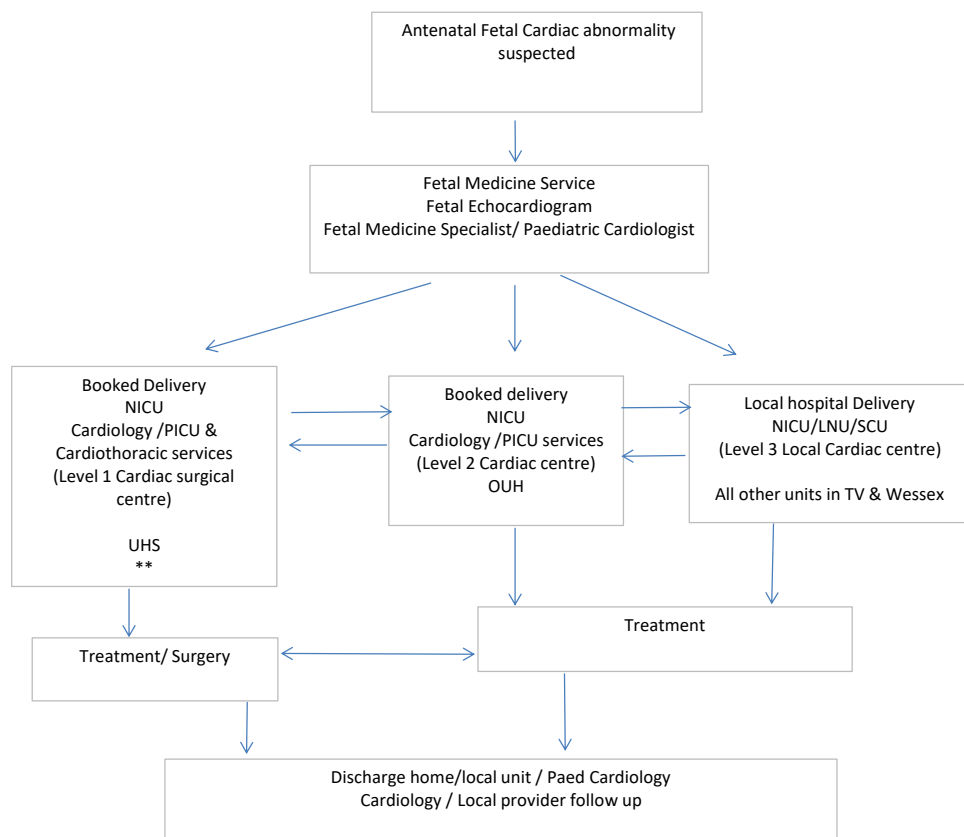 Antenatal Fetal Cardiac abnormality
suspected
Fetal Medicine Service
Fetal Echocardiogram
Fetal Medicine Specialist/ Paediatric Cardiologist
Booked Delivery
NICU
Cardiology /PICU &
Cardiothoracic services
(Level 1 Cardiac surgical
centre)
UHS
**
Booked delivery
NICU
Cardiology /PICU services
(Level 2 Cardiac centre)
OUH
Local hospital Delivery
NICU/LNU/SCU
(Level 3 Local Cardiac centre)
All other units in TV & Wessex
Treatment/ Surgery
Treatment
Discharge home/local unit / Paed Cardiology
Cardiology / Local provider follow up